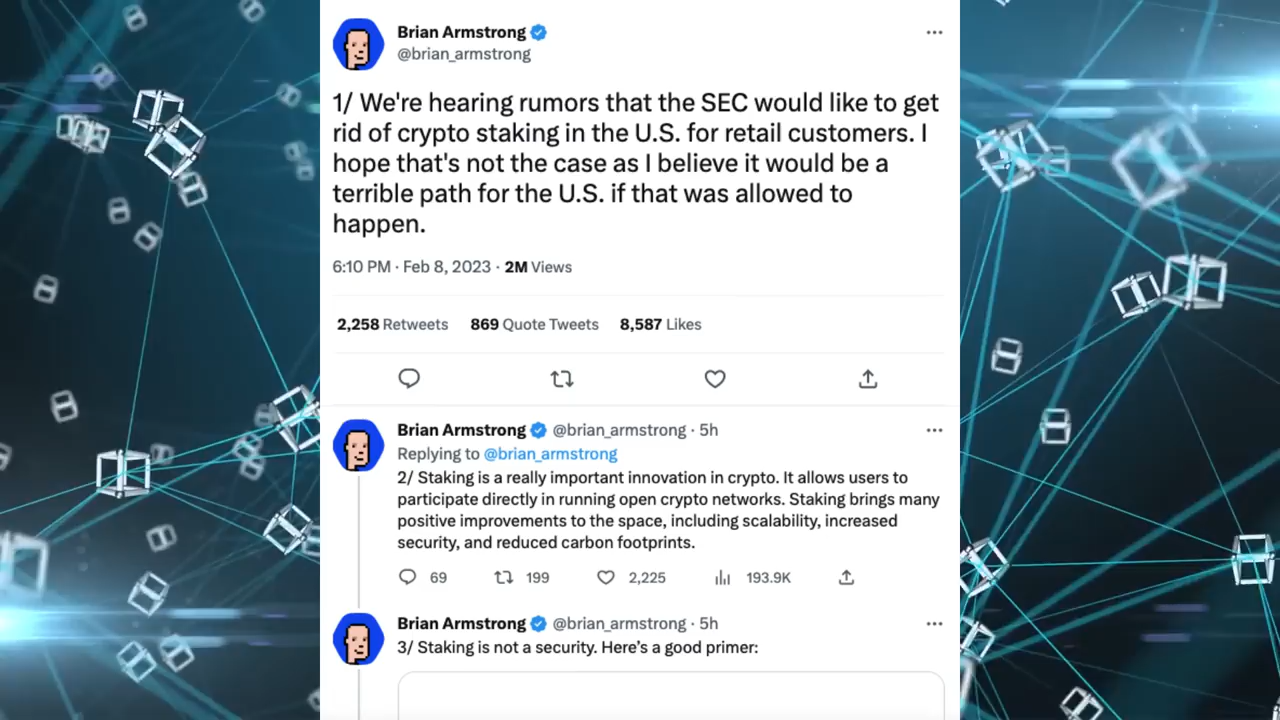 Brian Armstrong
@brian_armstrong
1/ We're hearing rumors that the SEC would like to get
rid of crypto staking in the U.S. for retail customers. I
hope that's not the case as I believe it would be a
terrible path for the U.S. if that was allowed to
happen.
6:10 PM · Feb 8, 2023 · 2M Views
2,258 Retweets 869 Quote Tweets 8,587 Likes
Brian Armstrong @brian_armstrong · 5h
Replying to @brian_armstrong
2/ Staking is a really important innovation in crypto. It allows users to
participate directly in running open crypto networks. Staking brings many
positive improvements to the space, including scalability, increased
security, and reduced carbon footprints.
69 199 2,225 193.9K
Brian Armstrong @brian_armstrong · 5h
3/ Staking is not a security. Here’s a good primer: